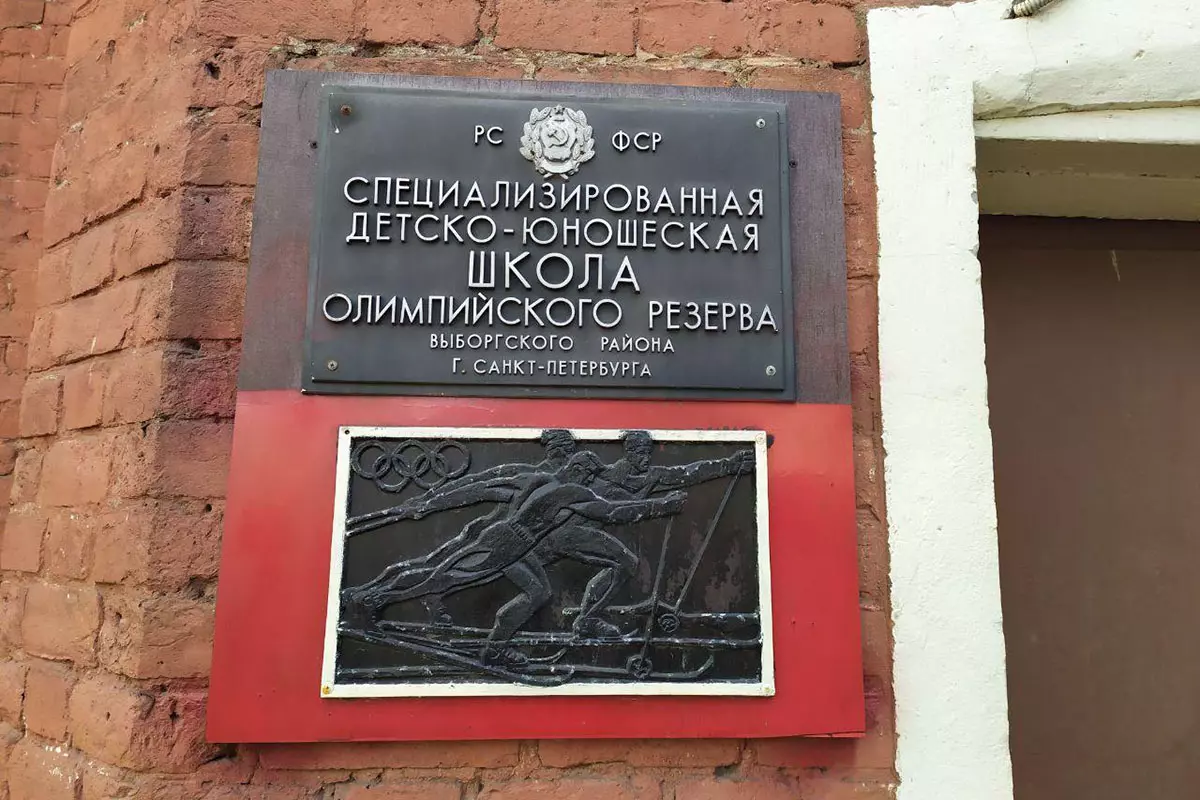 РС ФСР
СПЕЦИАЛИЗИРОВАННАЯ
ДЕТСКО-ЮНОШЕСКАЯ
ШКОЛА
ОЛИМПИЙСКОГО РЕЗЕРВА
ВЫБОРГСКОГО РАЙОНА
Г. САНКТ-ПЕТЕРБУРГА